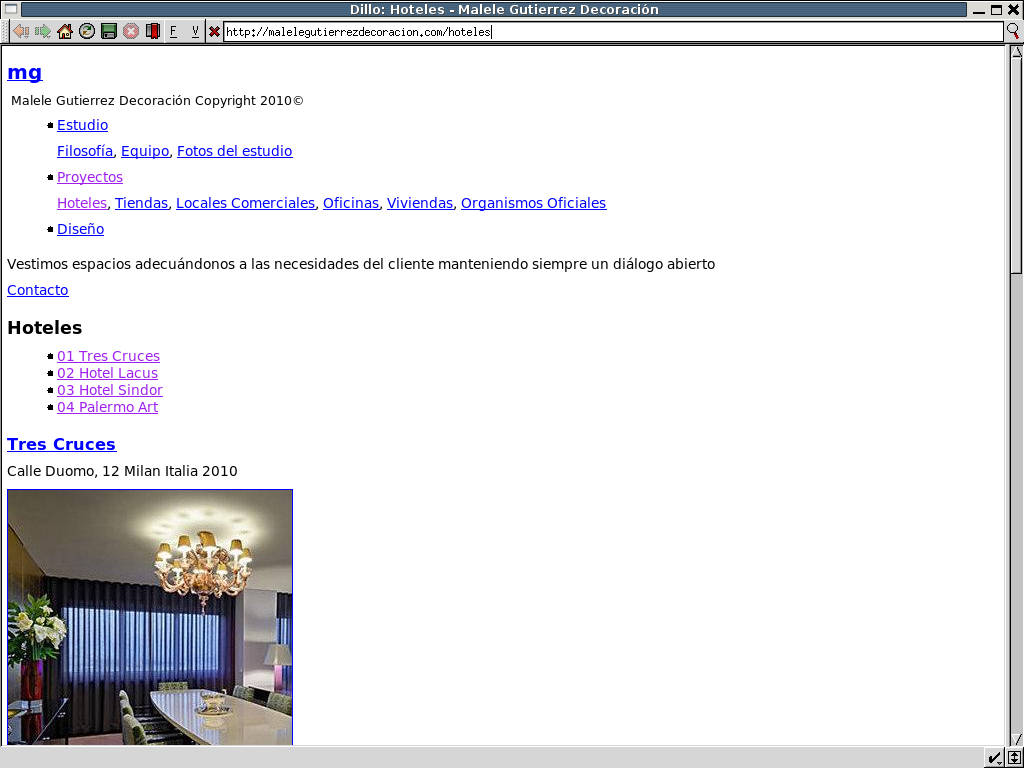 Dillo: Hoteles - Malele Gutierrez Decoración
F V http://malelegutierrezdecoracion.com/hoteles
mg
Malele Gutierrez Decoración Copyright 2010©
Estudio
Filosofía, Equipo, Fotos del estudio
Proyectos
Hoteles, Tiendas, Locales Comerciales, Oficinas, Viviendas, Organismos Oficiales
Diseño
Vestimos espacios adecuándonos a las necesidades del cliente manteniendo siempre un diálogo abierto
Contacto
Hoteles
01 Tres Cruces
02 Hotel Lacus
03 Hotel Sindor
04 Palermo Art
Tres Cruces
Calle Duomo, 12 Milan Italia 2010